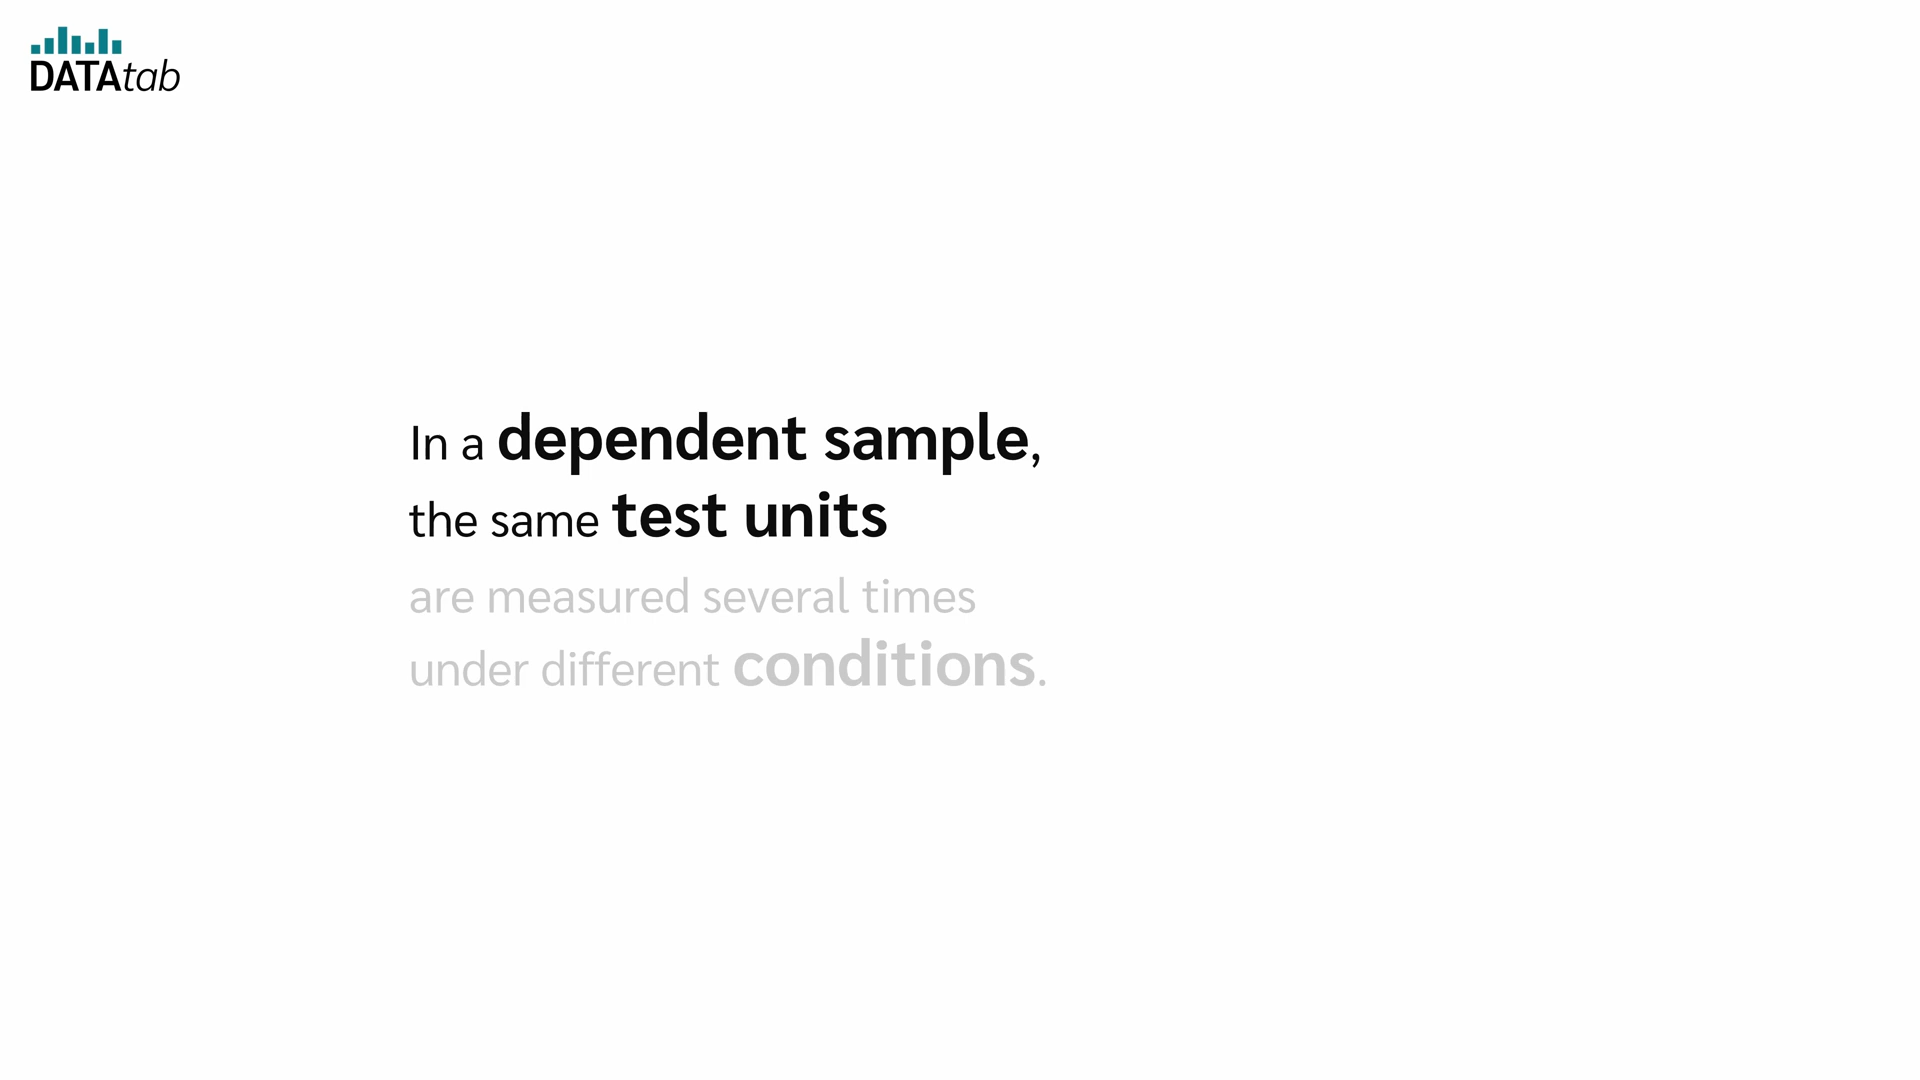 DATAtab
In a dependent sample,
the same test units
are measured several times
under different conditions.